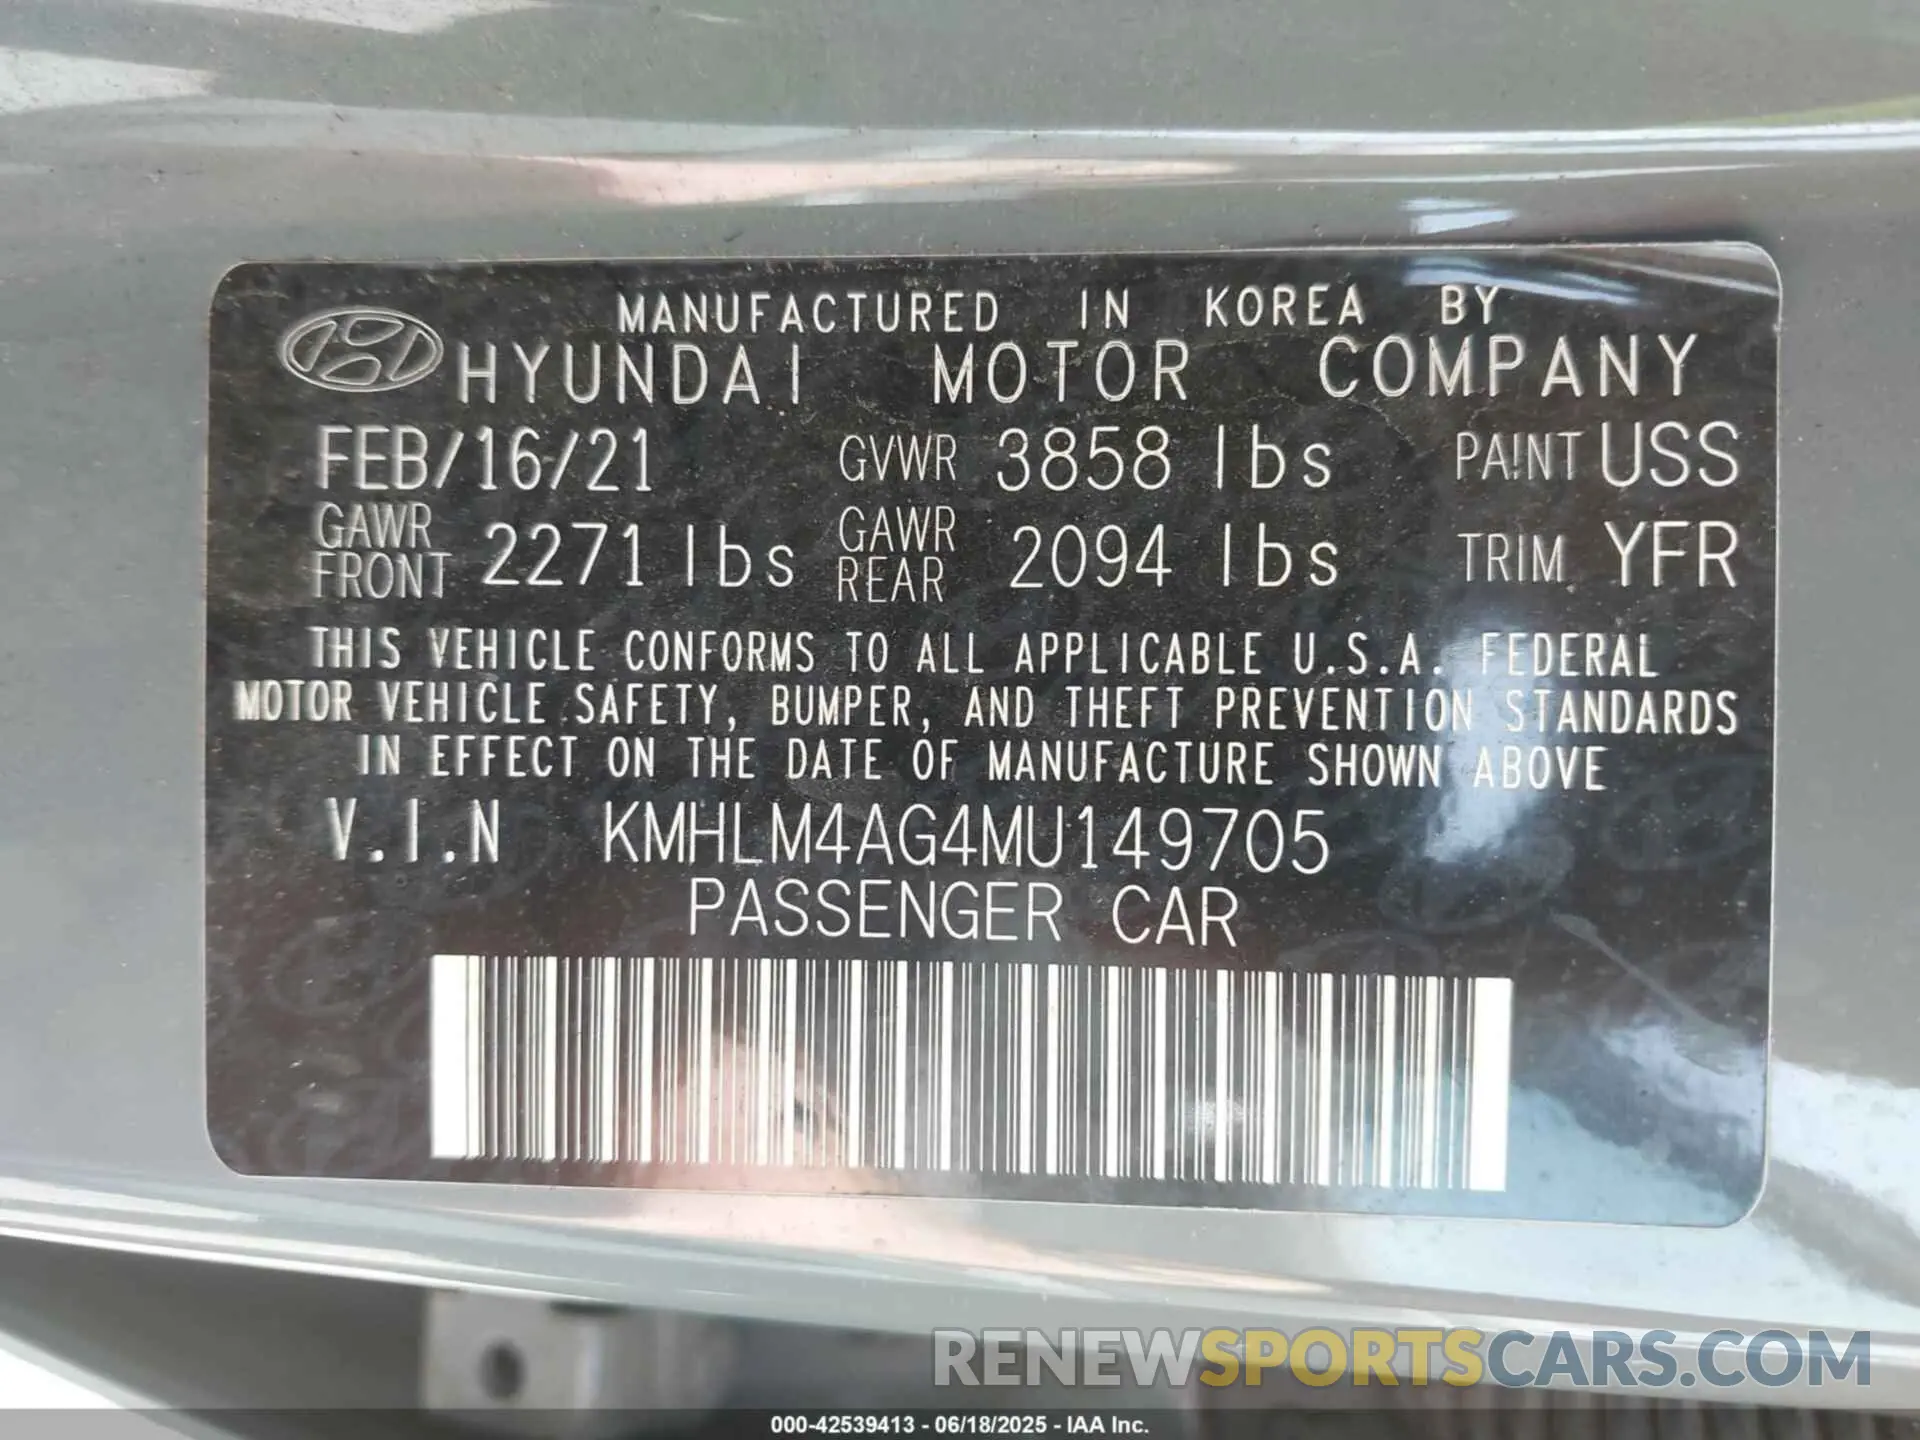 MANUFACTURED IN KOREA BY
HYUNDAI MOTOR COMPANY
FEB/16/21 GVWR 3858 lbs PAINT USS
GAWR FRONT 2271 lbs GAWR REAR 2094 lbs TRIM YFR
THIS VEHICLE CONFORMS TO ALL APPLICABLE U.S.A. FEDERAL
MOTOR VEHICLE SAFETY, BUMPER, AND THEFT PREVENTION STANDARDS
IN EFFECT ON THE DATE OF MANUFACTURE SHOWN ABOVE
V.I.N KMHLM4AG4MU149705
PASSENGER CAR
RENEWSPORTSCARS.COM
000-42539413 - 06/18/2025 - IAA Inc.